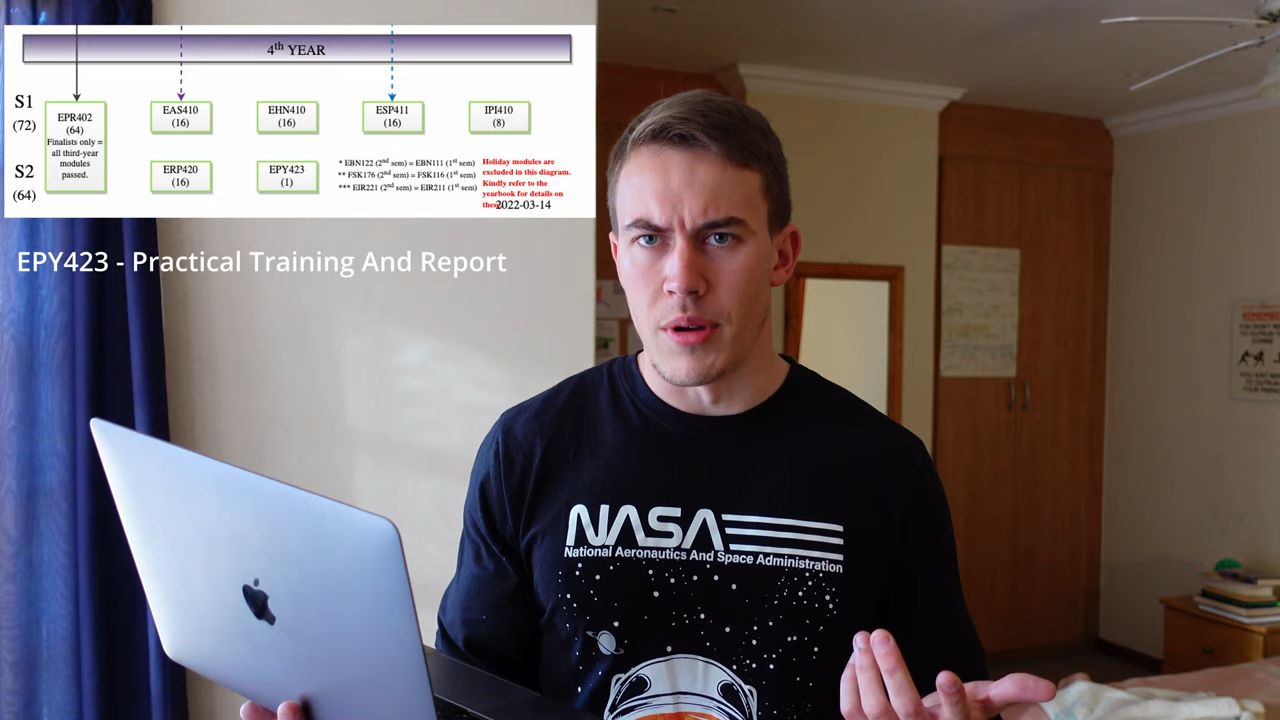 4th YEAR
S1
(72)
EPR402
(64)
Finalists only =
all third-year
modules
passed.
EAS410
(16)
EHN410
(16)
ESP411
(16)
IPI410
(8)
S2
(64)
ERP420
(16)
EPY423
(1)
* EBN122 (2nd sem) = EBN111 (1st sem)
** FSK176 (2nd sem) = FSK116 (1st sem)
*** EIR221 (2nd sem) = EIR211 (1st sem)
Holiday modules are
excluded in this diagram.
Kindly refer to the
yearbook for details on
2022-03-14
EPY423 - Practical Training And Report
NASA
National Aeronautics And Space Administration